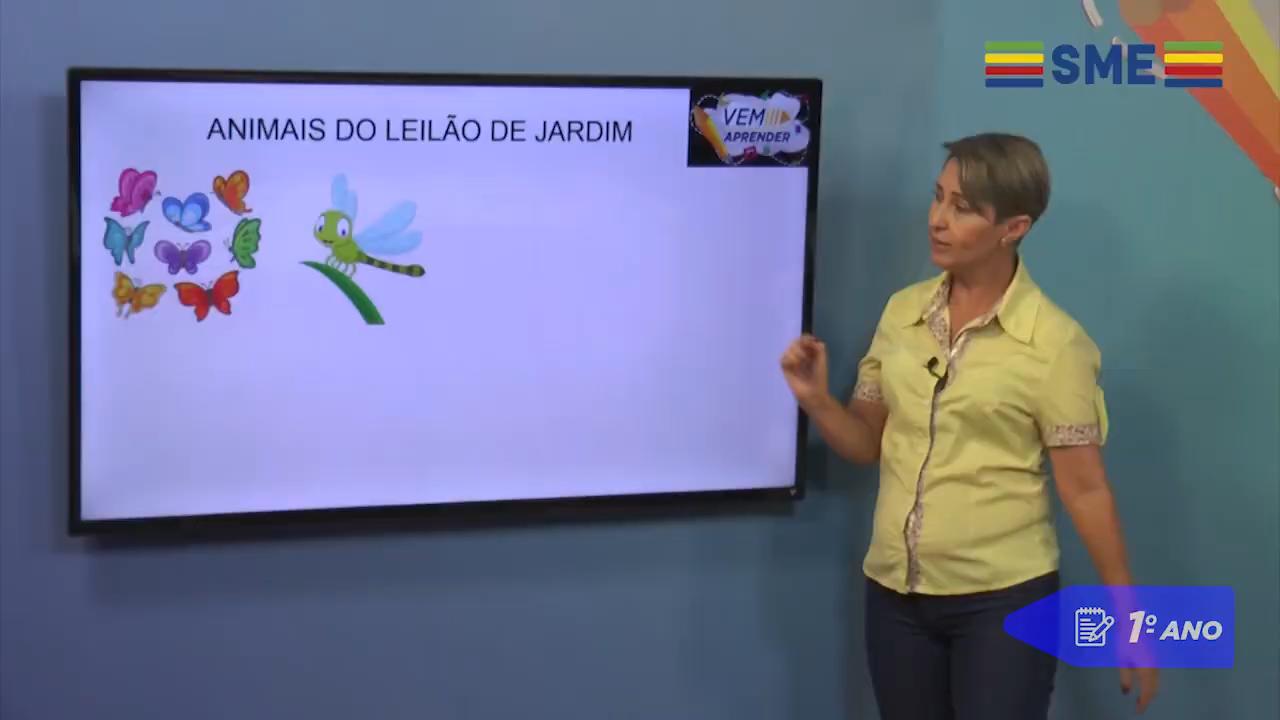 SME
ANIMAIS DO LEILÃO DE JARDIM
VEM
APRENDER
1º ANO